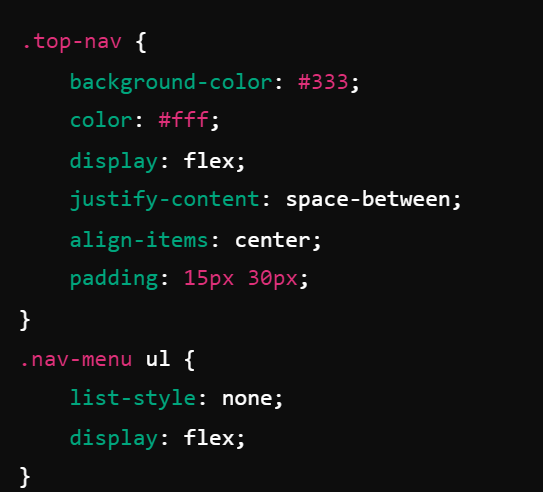 .top-nav {
    background-color: #333;
    color: #fff;
    display: flex;
    justify-content: space-between;
    align-items: center;
    padding: 15px 30px;
}
.nav-menu ul {
    list-style: none;
    display: flex;
}